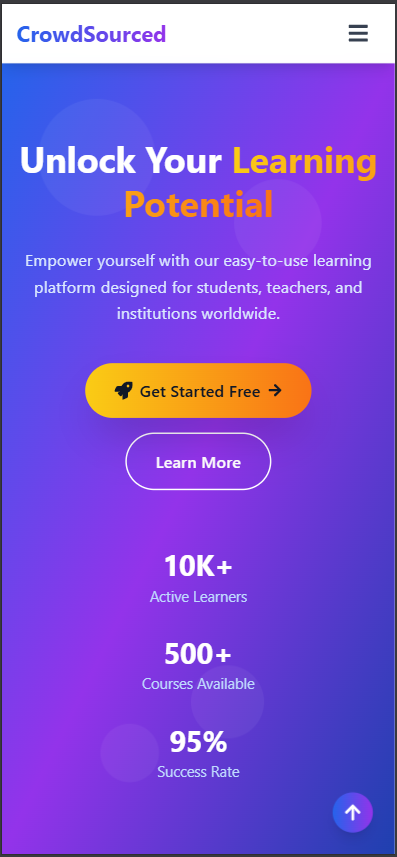 CrowdSourced
Unlock Your Learning
Potential
Empower yourself with our easy-to-use learning
platform designed for students, teachers, and
institutions worldwide.
Get Started Free
Learn More
10K+
Active Learners
500+
Courses Available
95%
Success Rate